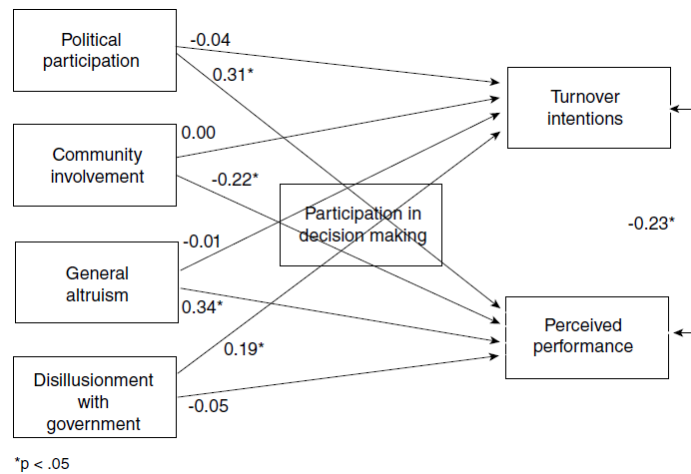 Political
participation
-0.04
0.31*
Turnover
intentions
Community
involvement
0.00
-0.22*
Participation in
decision making
-0.23*
General
altruism
-0.01
0.34*
Perceived
performance
Disillusionment
with
government
0.19*
-0.05
*p < .05